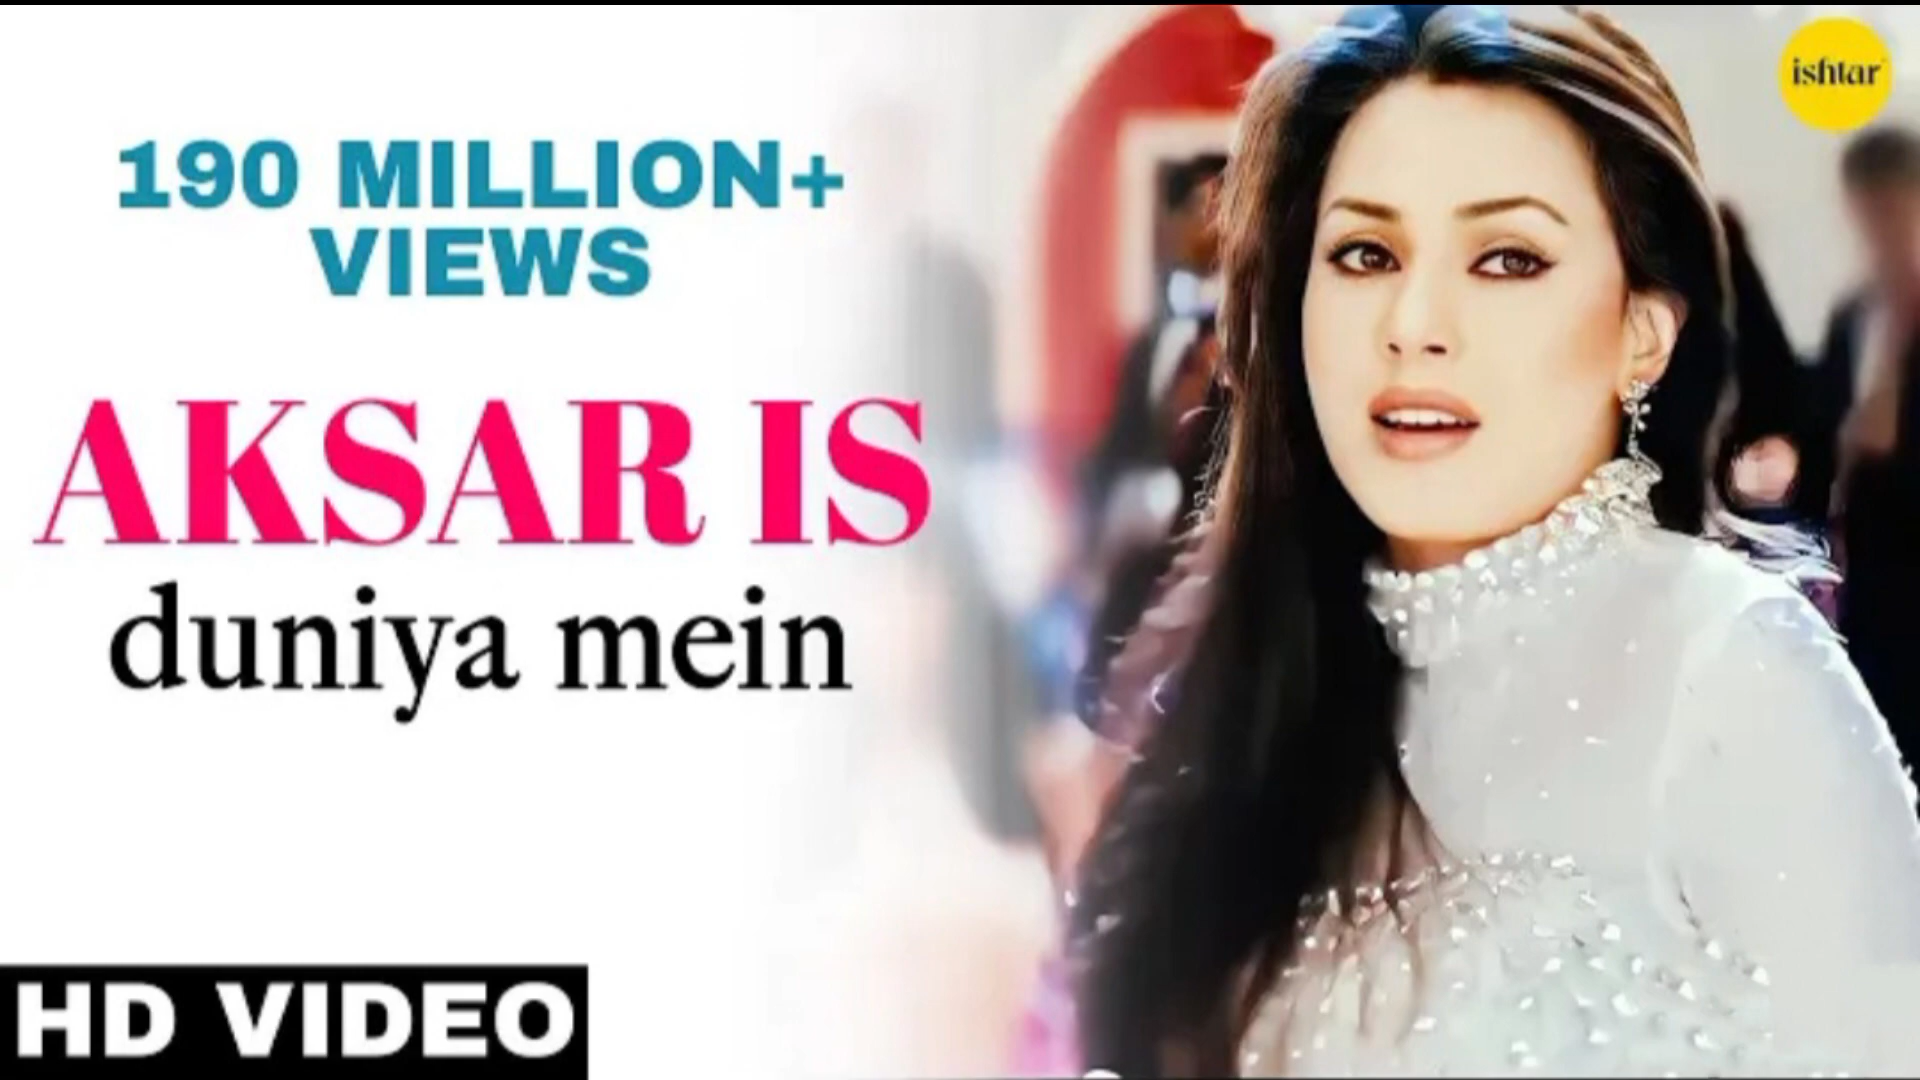 ishtar
190 MILLION+
VIEWS
AKSAR IS
duniya mein
HD VIDEO